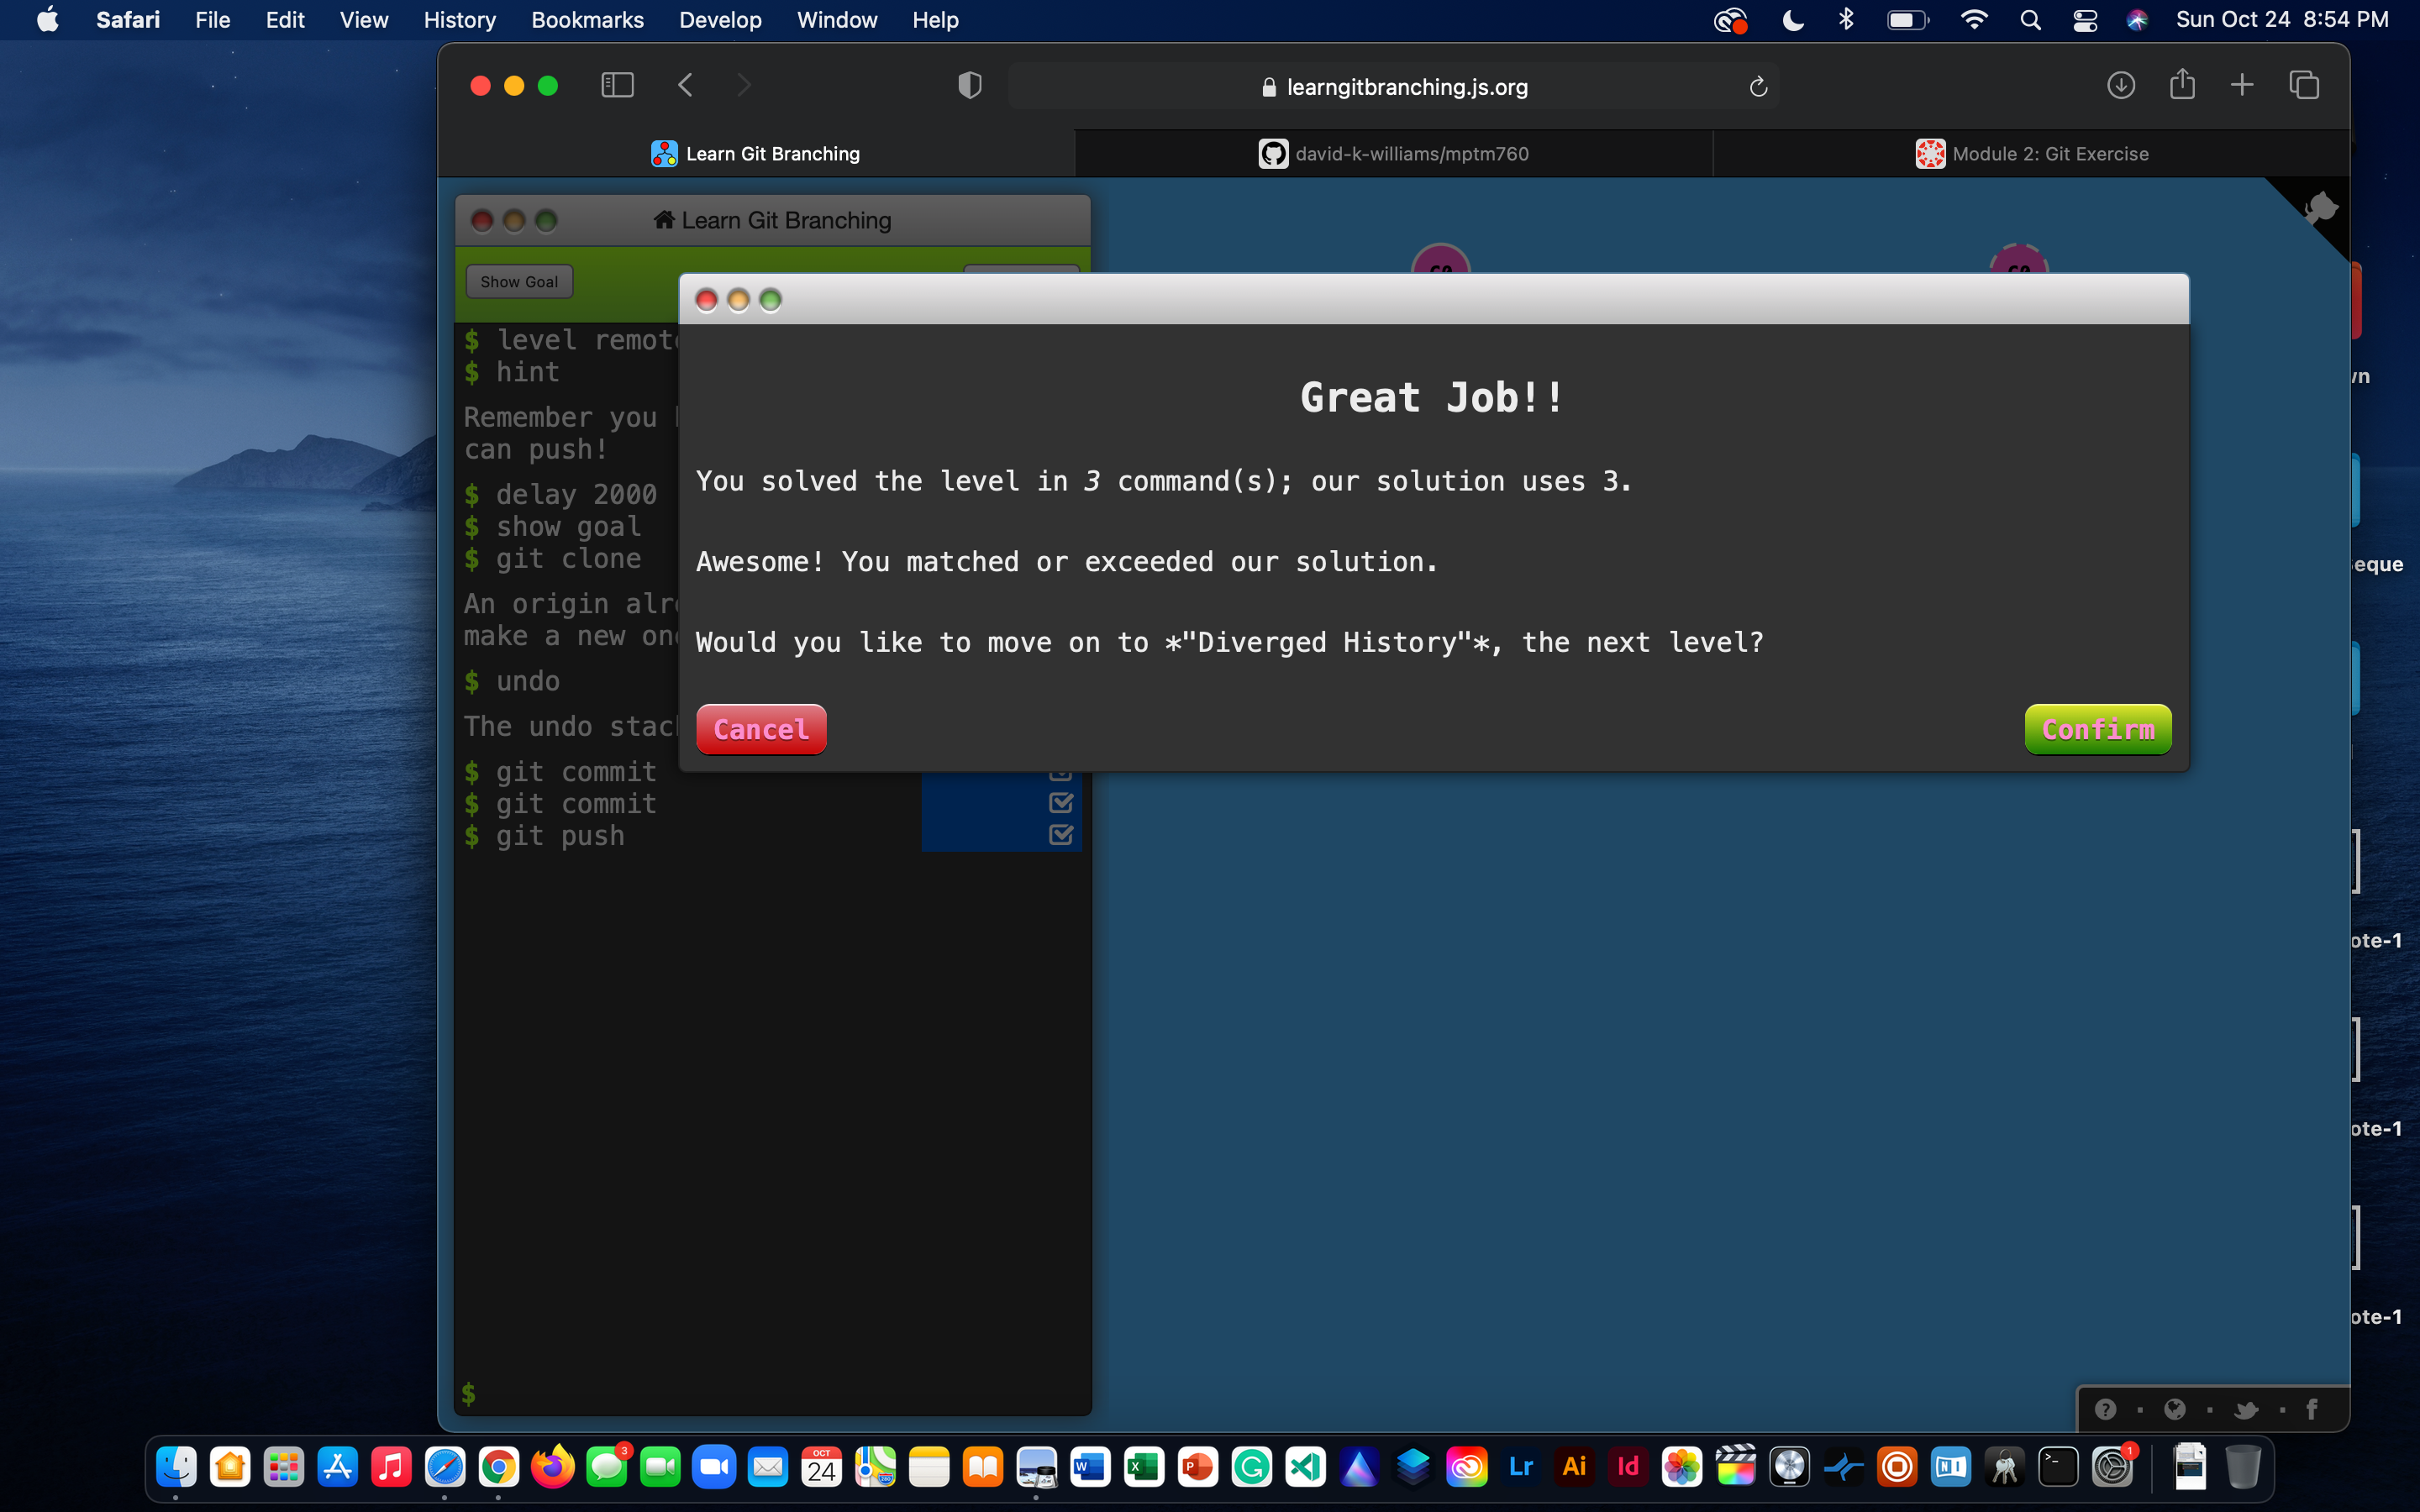 Safari File Edit View History Bookmarks Develop Window Help Sun Oct 24 8:54 PM
learngitbranching.js.org
Learn Git Branching david-k-williams/mptm760 Module 2: Git Exercise
Learn Git Branching
Show Goal
$ level
$ hint
Remember you
can push!
$ delay 2000
$ show goal
$ git clone
An origin
make a new
$ undo
The undo
$ git commit
$ git commit
$ git push
$
Great Job!!
You solved the level in 3 command(s); our solution uses 3.
Awesome! You matched or exceeded our solution.
Would you like to move on to *"Diverged History"*, the next level?
Cancel Confirm
eque
ote-1
ote-1
ote-1
3
OCT
24
Lr
Ai
Id
1